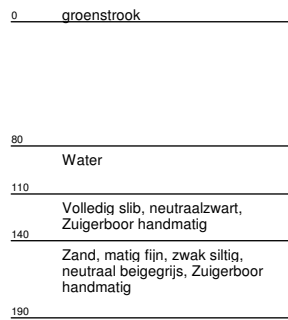 0 groenstrook
80
Water
110
Volledig slib, neutraalzwart,
Zuigerboor handmatig
140
Zand, matig fijn, zwak siltig,
neutraal beigegrijs, Zuigerboor
handmatig
190